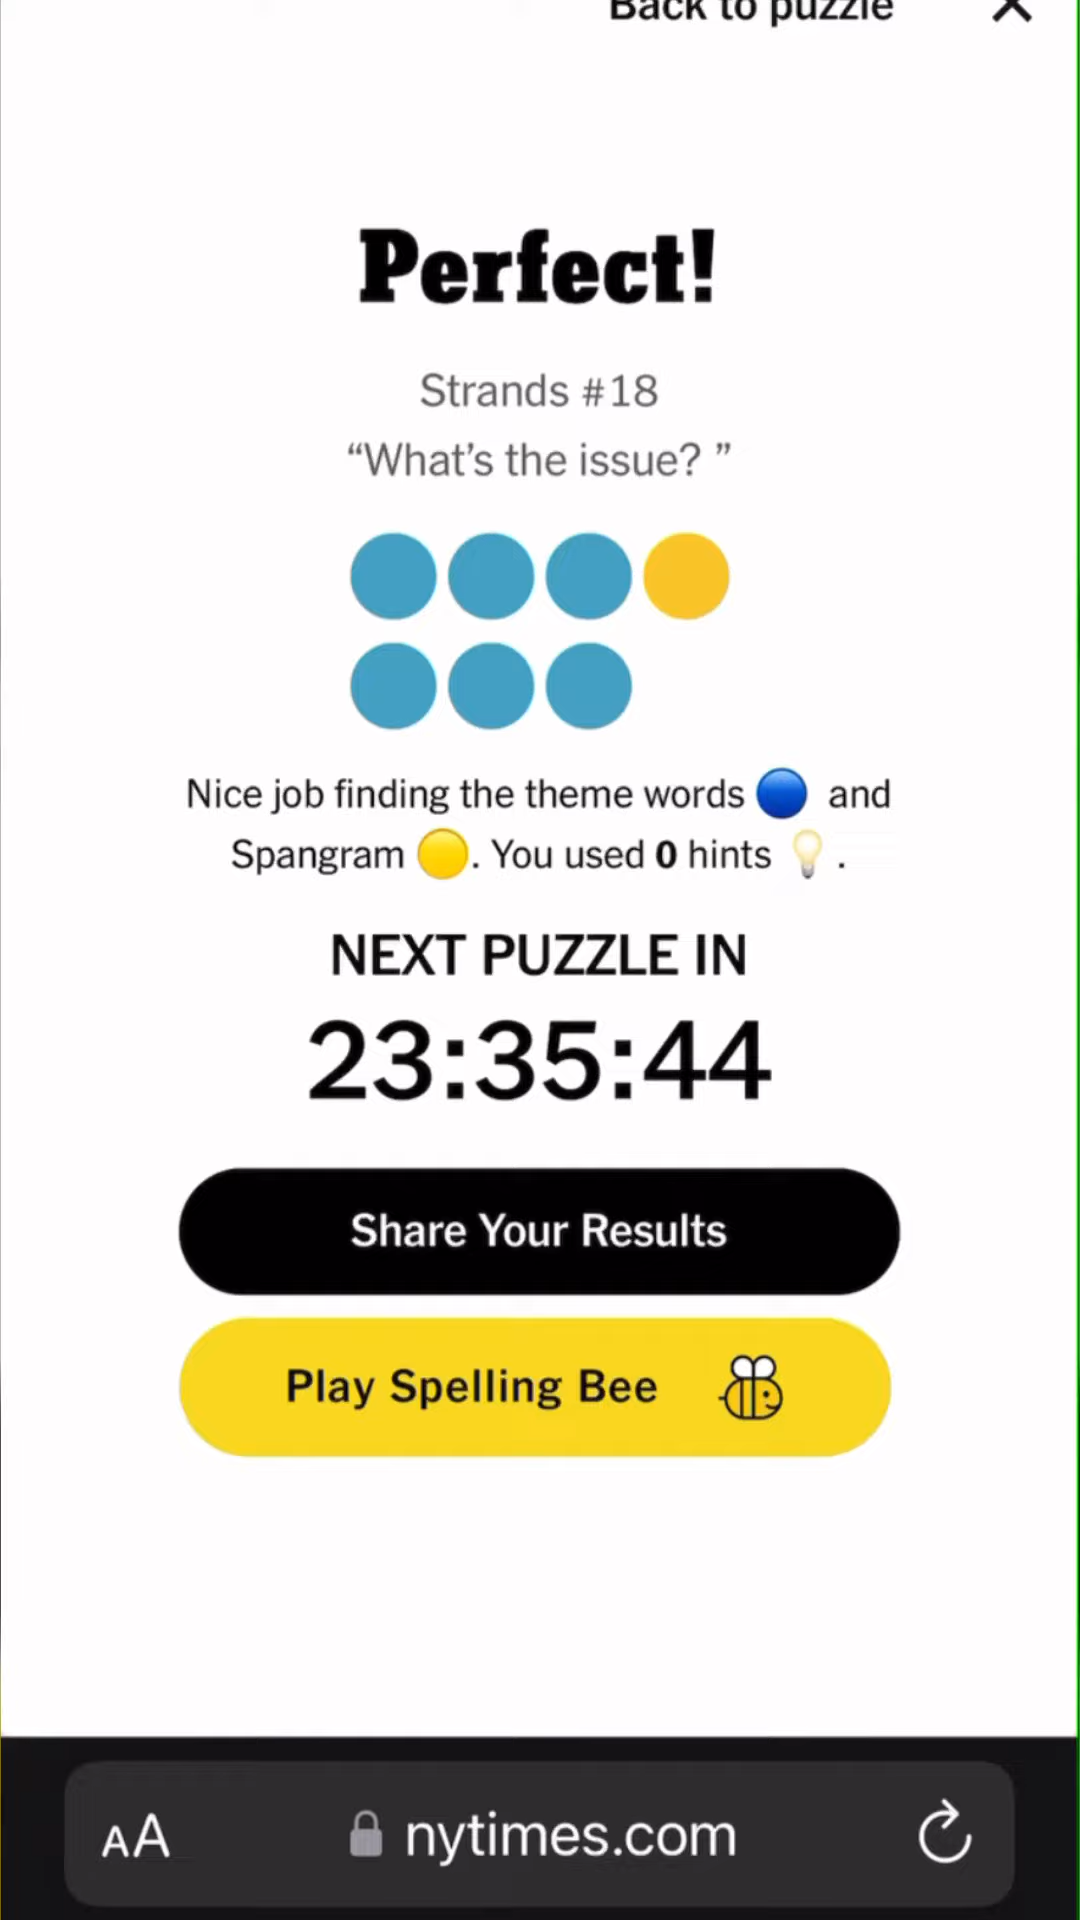 Back to puzzle
Perfect!
Strands #18
“What’s the issue? ”
Nice job finding the theme words and
Spangram . You used 0 hints .
NEXT PUZZLE IN
23:35:44
Share Your Results
Play Spelling Bee
AA nytimes.com